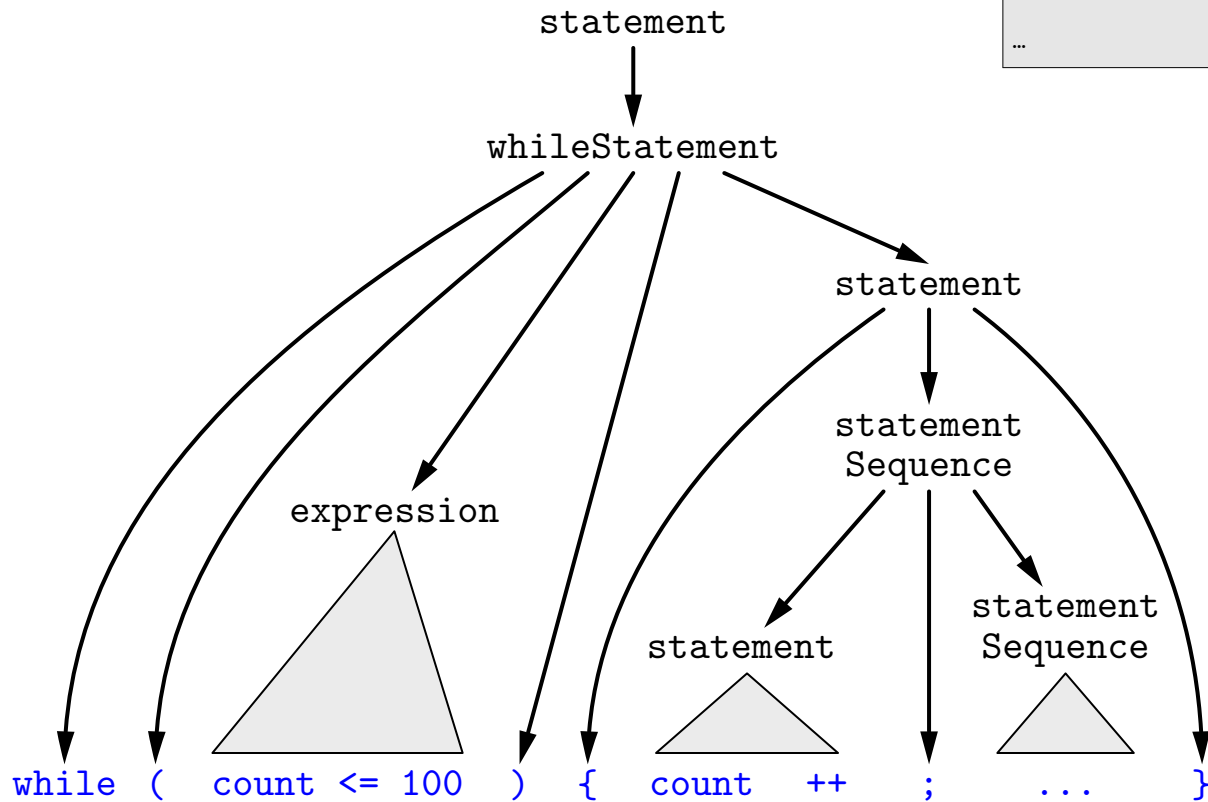 statement
…
whileStatement
statement
statement
Sequence
expression
statement
Sequence
statement
while ( count <= 100 ) { count ++ ; ... }